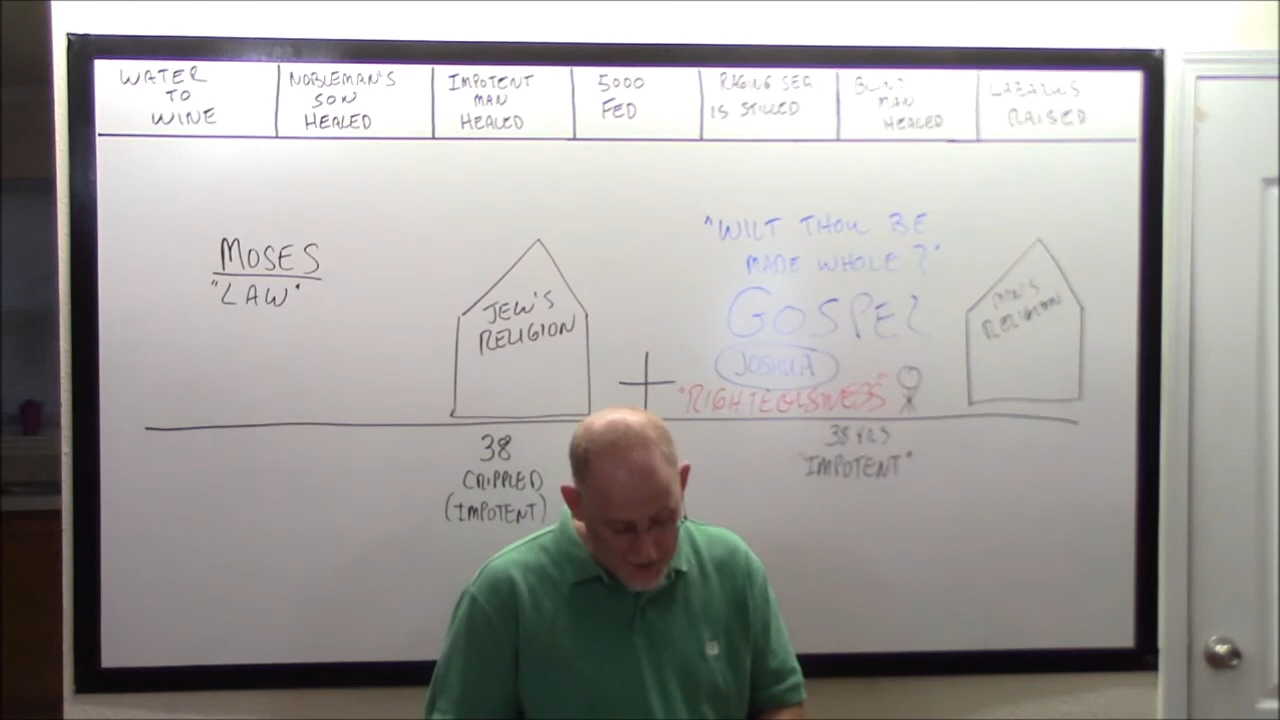 WATER
TO
WINE
NOBLEMAN'S
SON
HEALED
IMPOTENT
MAN
HEALED
5000
FED
RAGING SEA
IS STILLED
BLIND
MAN
HEALED
LAZARUS
RAISED
MOSES
"LAW"
JEW'S
RELIGION
"WILT THOU BE
MADE WHOLE?"
GOSPEL
JOSHUA
"RIGHTEOUSNESS"
MAN'S
RELIGION
38
CRIPPLED
(IMPOTENT)
38 YRS
"IMPOTENT"